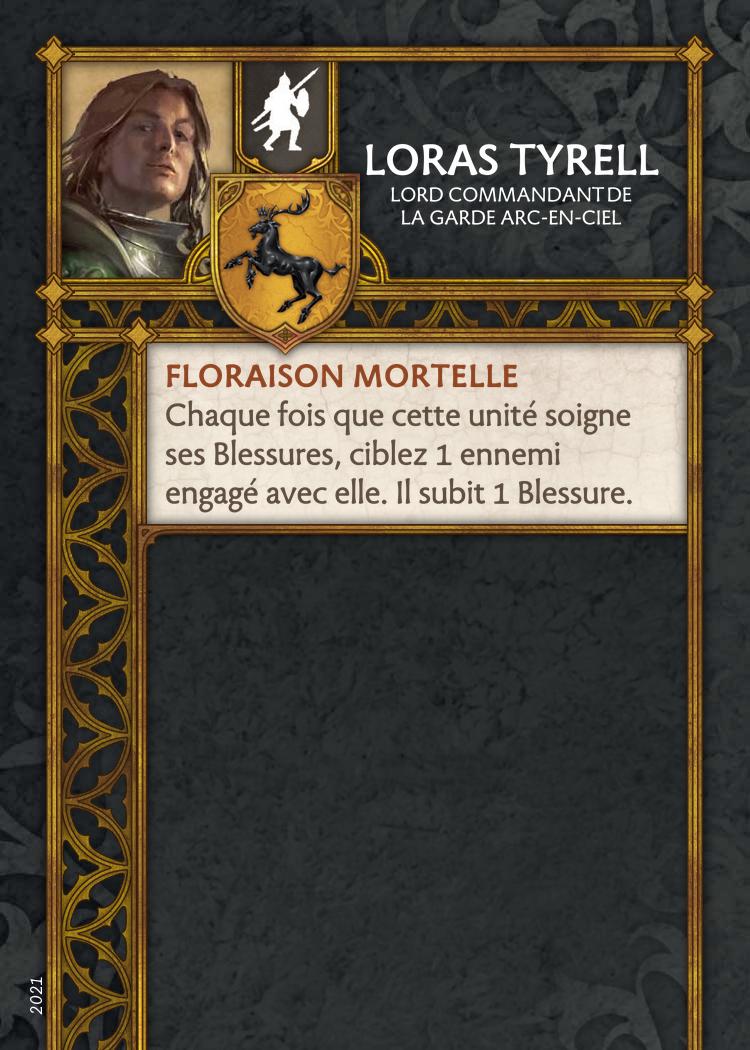 LORAS TYRELL
LORD COMMANDANT DE
LA GARDE ARC-EN-CIEL
FLORAISON MORTELLE
Chaque fois que cette unité soigne
ses Blessures, ciblez 1 ennemi
engagé avec elle. Il subit 1 Blessure.
2021